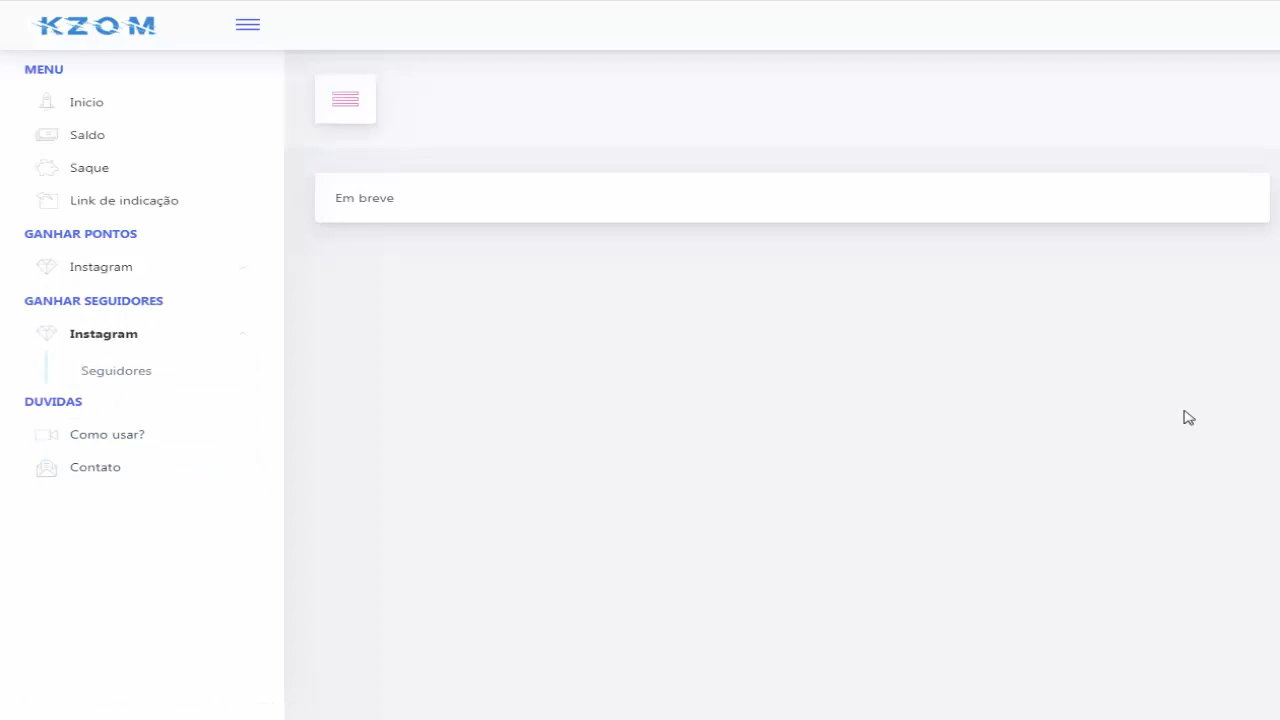 KZOM
MENU
Inicio
Saldo
Saque
Link de indicação
GANHAR PONTOS
Instagram
GANHAR SEGUIDORES
Instagram
Seguidores
DUVIDAS
Como usar?
Contato
Em breve